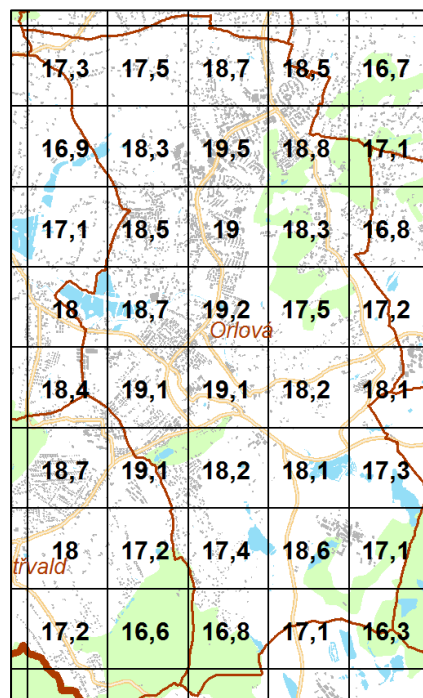 17,3 17,5 18,7 18,5 16,7
16,9 18,3 19,5 18,8 17,1
17,1 18,5 19 18,3 16,8
18 18,7 19,2 17,5 17,2
Orlová
18,4 19,1 19,1 18,2 18,1
18,7 19,1 18,2 18,1 17,3
18 17,2 17,4 18,6 17,1
třvald
17,2 16,6 16,8 17,1 16,3